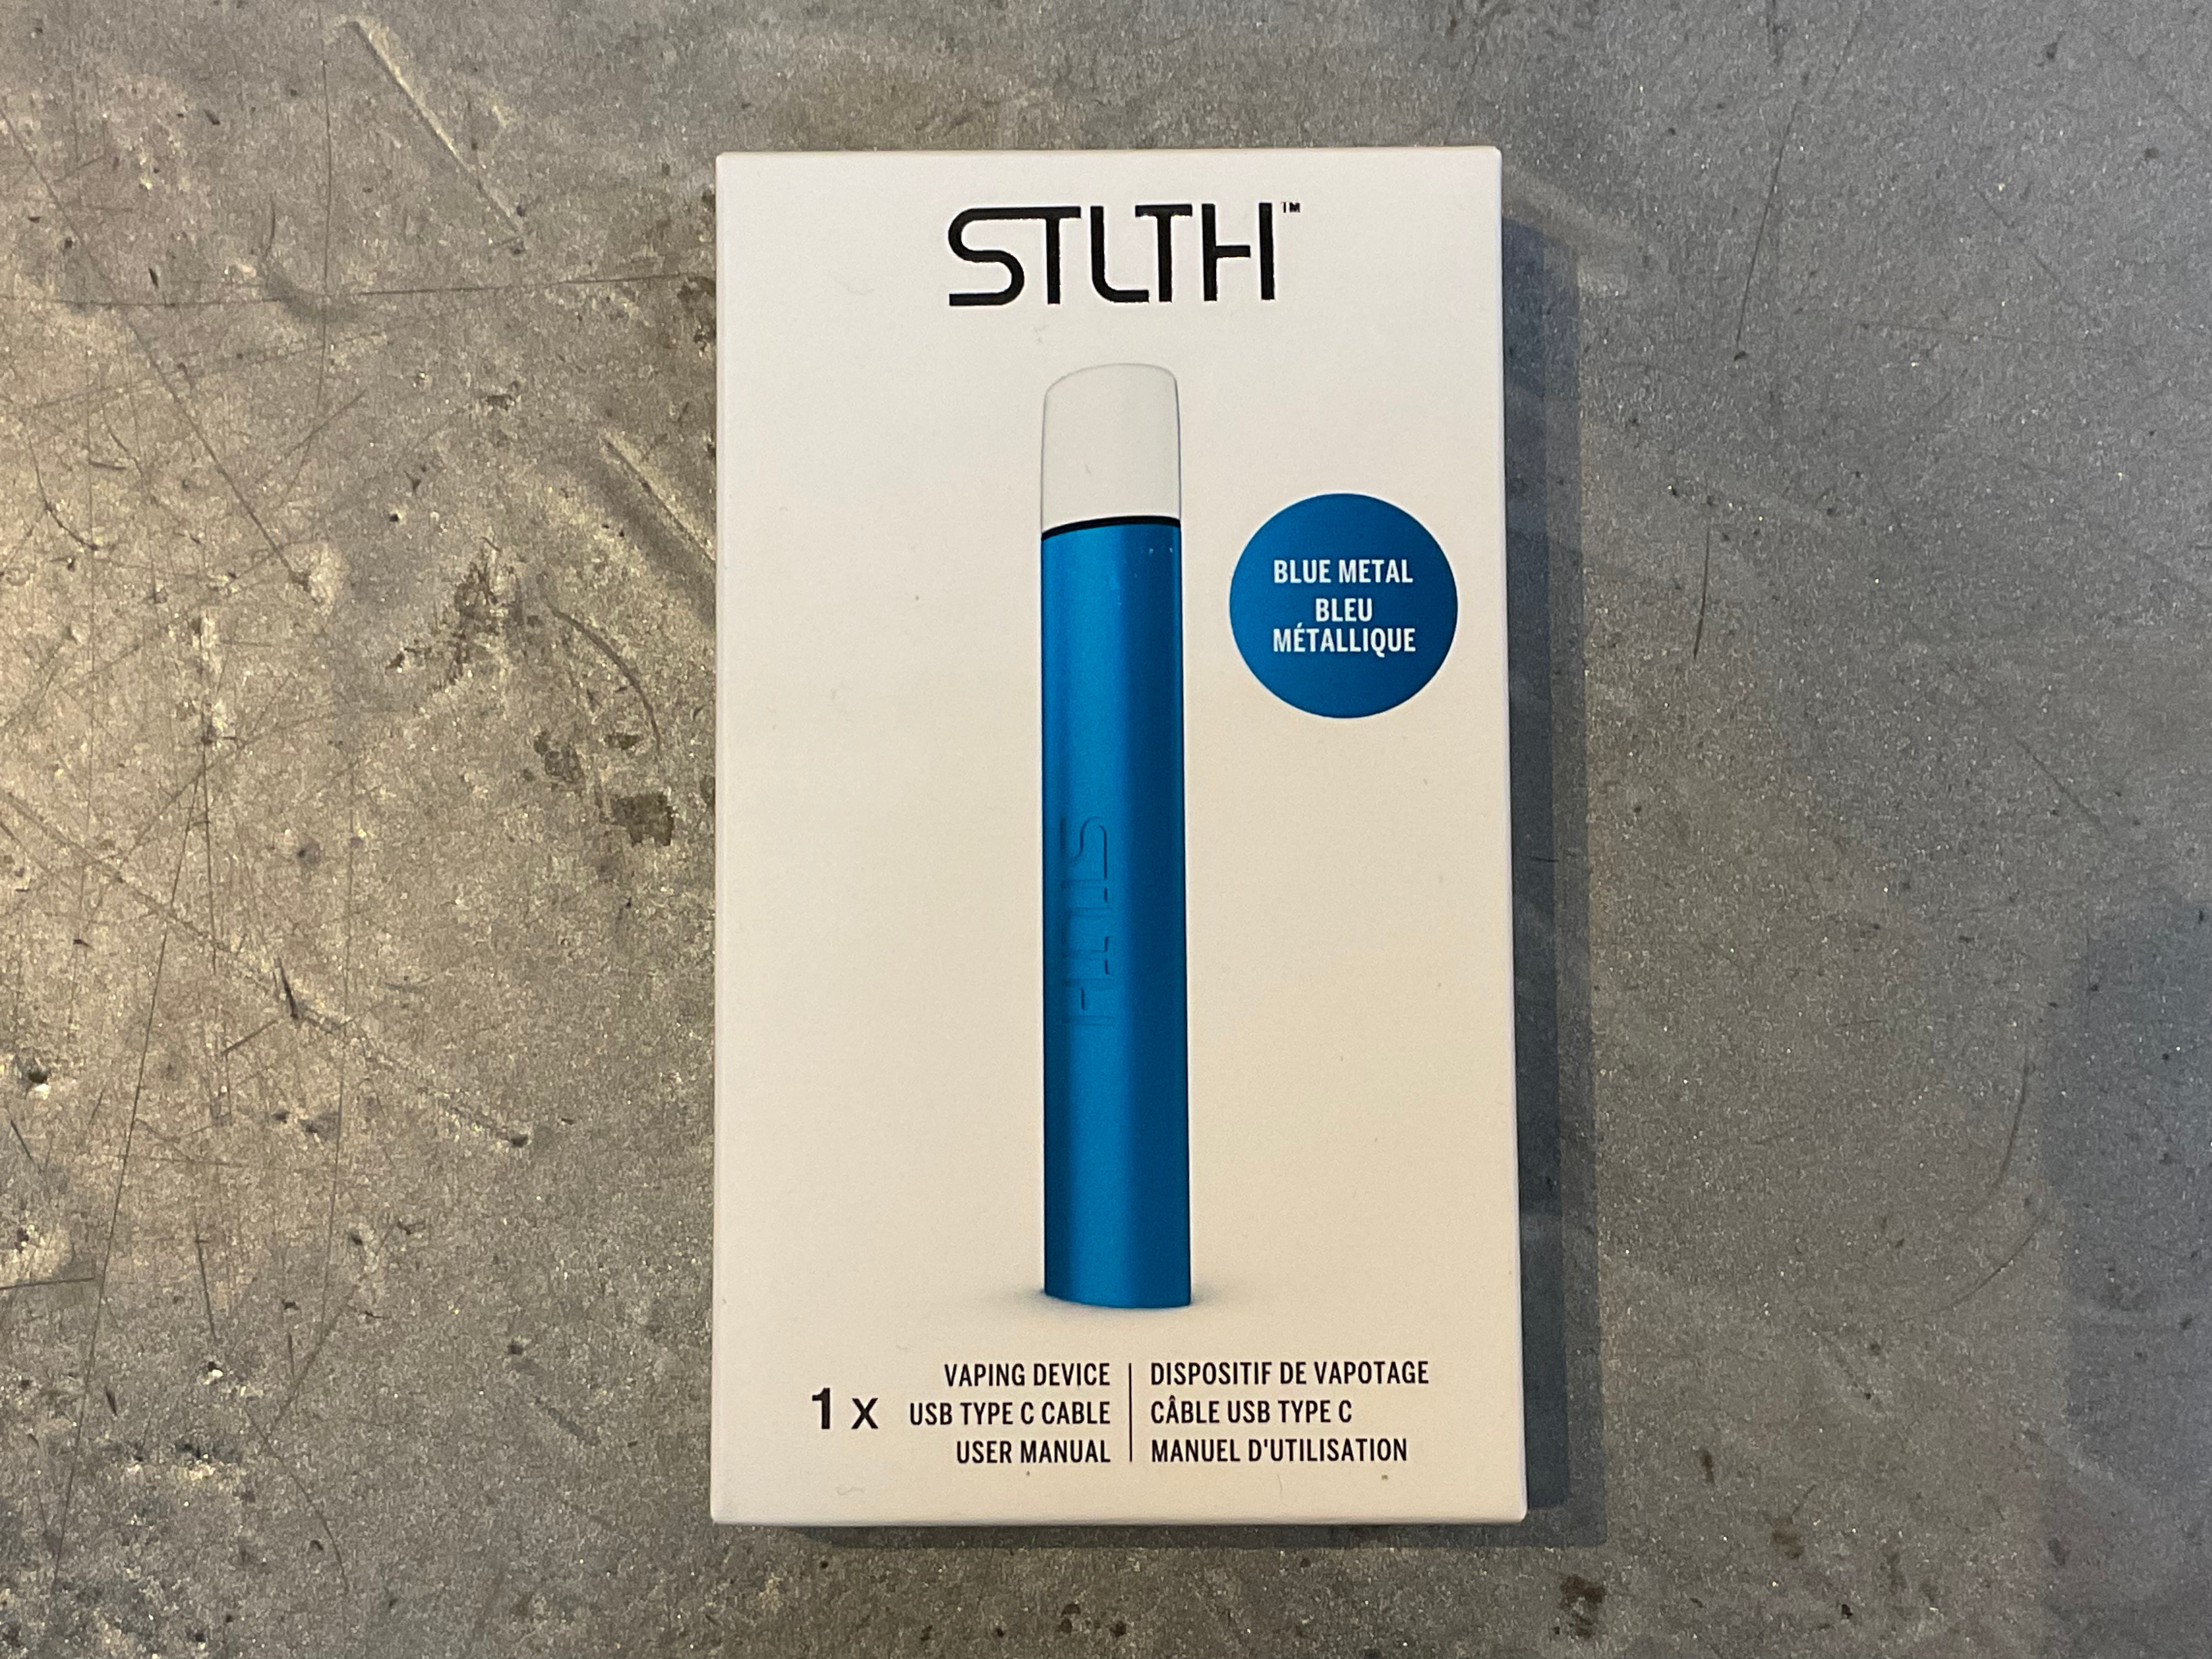 STLTH™
BLUE METAL
BLEU
MÉTALLIQUE
STLTH
1 x
VAPING DEVICE
USB TYPE C CABLE
USER MANUAL
DISPOSITIF DE VAPOTAGE
CÂBLE USB TYPE C
MANUEL D'UTILISATION